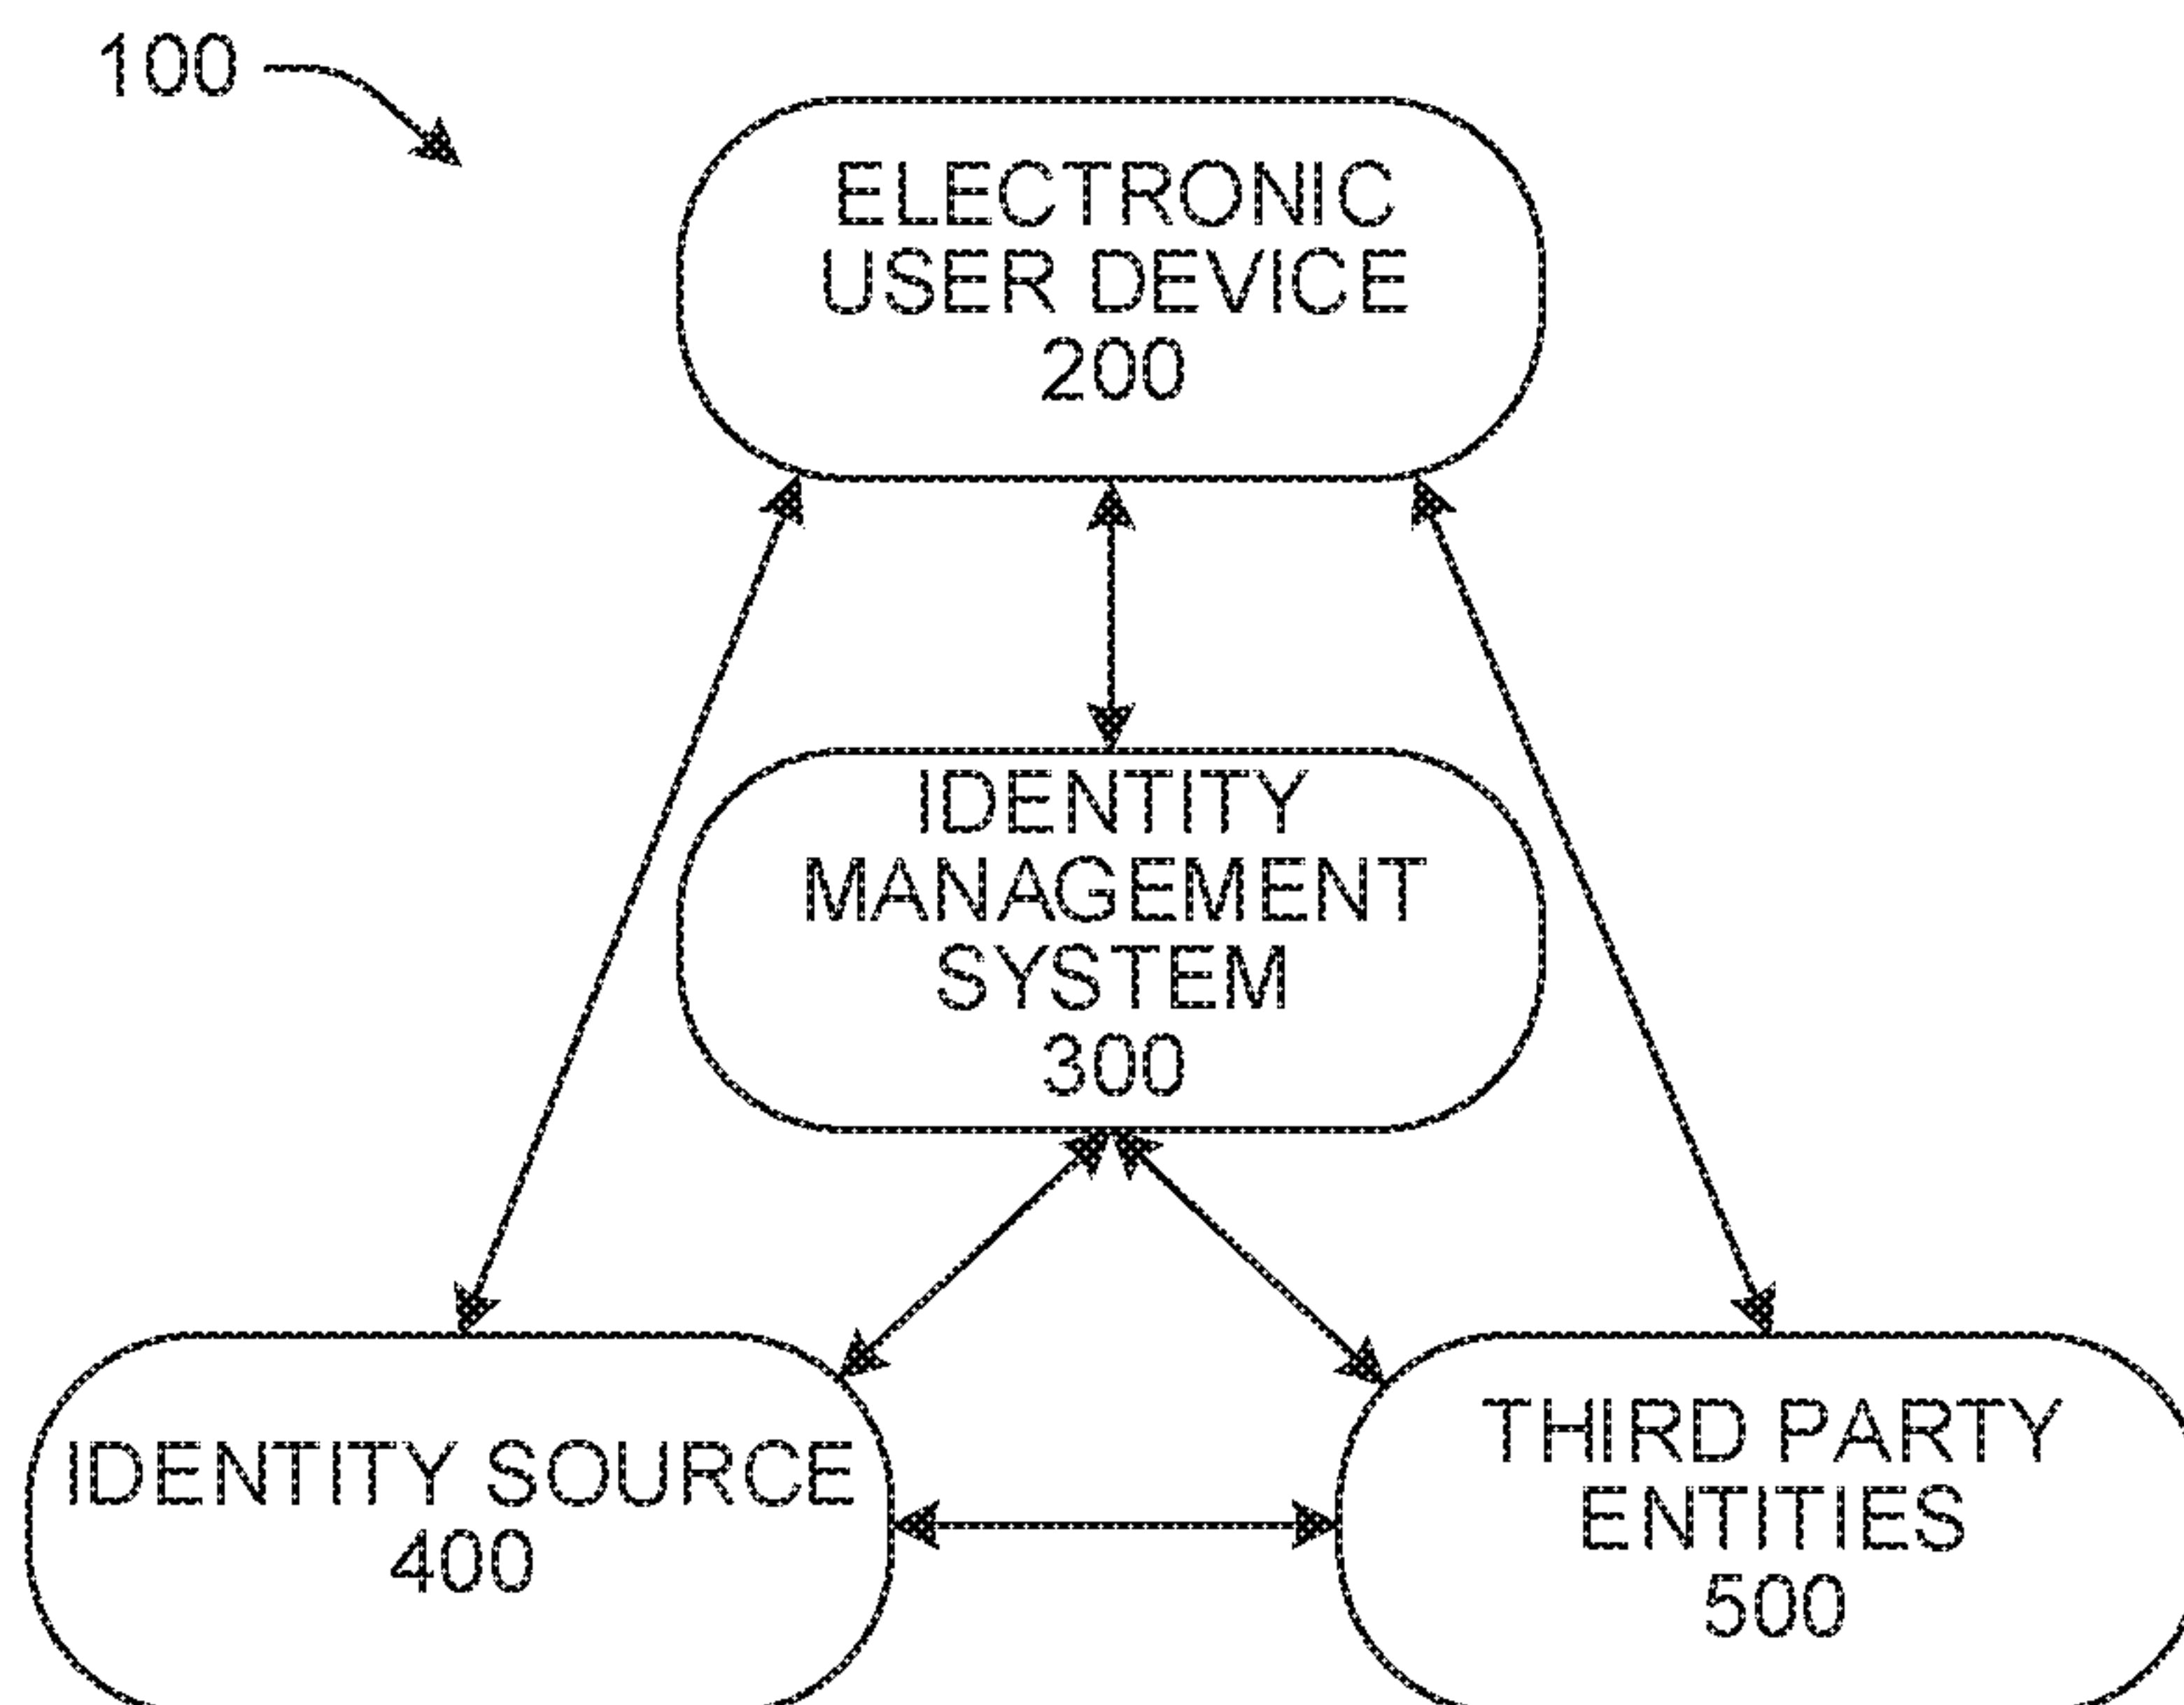 100
ELECTRONIC
USER DEVICE
200
IDENTITY
MANAGEMENT
SYSTEM
300
IDENTITY SOURCE
400
THIRD PARTY
ENTITIES
500